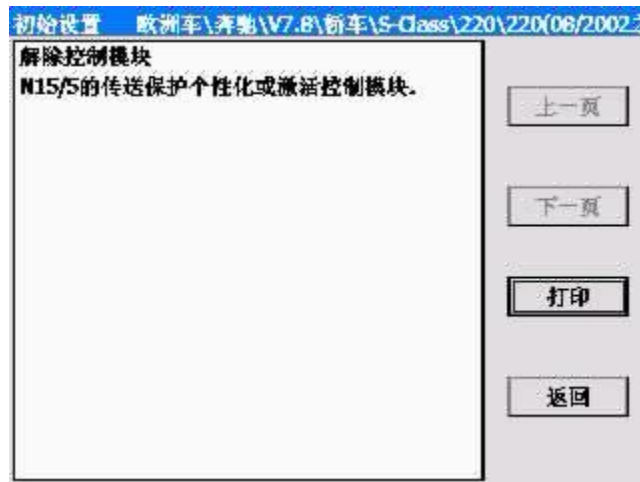 初始设置 欧洲车\奔驰\V7.8\轿车\S-Class\220\220(08/2002
解除控制模块
N15/5的传送保护个性化或激活控制模块.
上一页
下一页
打印
返回